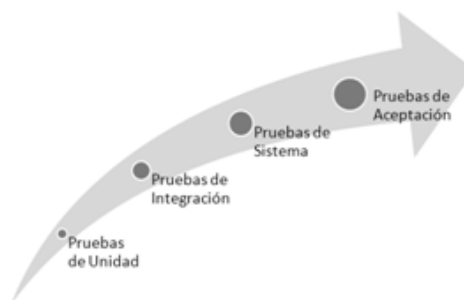 Pruebas de
Aceptación
Pruebas de
Sistema
Pruebas de
Integración
Pruebas
de Unidad